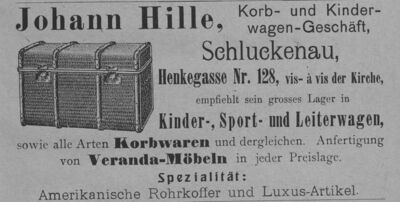 Johann Hille, Korb- und Kinder-
wagen-Geschäft,
Schluckenau,
Henkegasse Nr. 128, vis- à vis der Kirche,
empfiehlt sein grosses Lager in
Kinder-, Sport- und Leiterwagen,
sowie alle Arten Korbwaren und dergleichen. Anfertigung
von Veranda-Möbeln in jeder Preislage.
Spezialität:
Amerikanische Rohrkoffer und Luxus-Artikel.